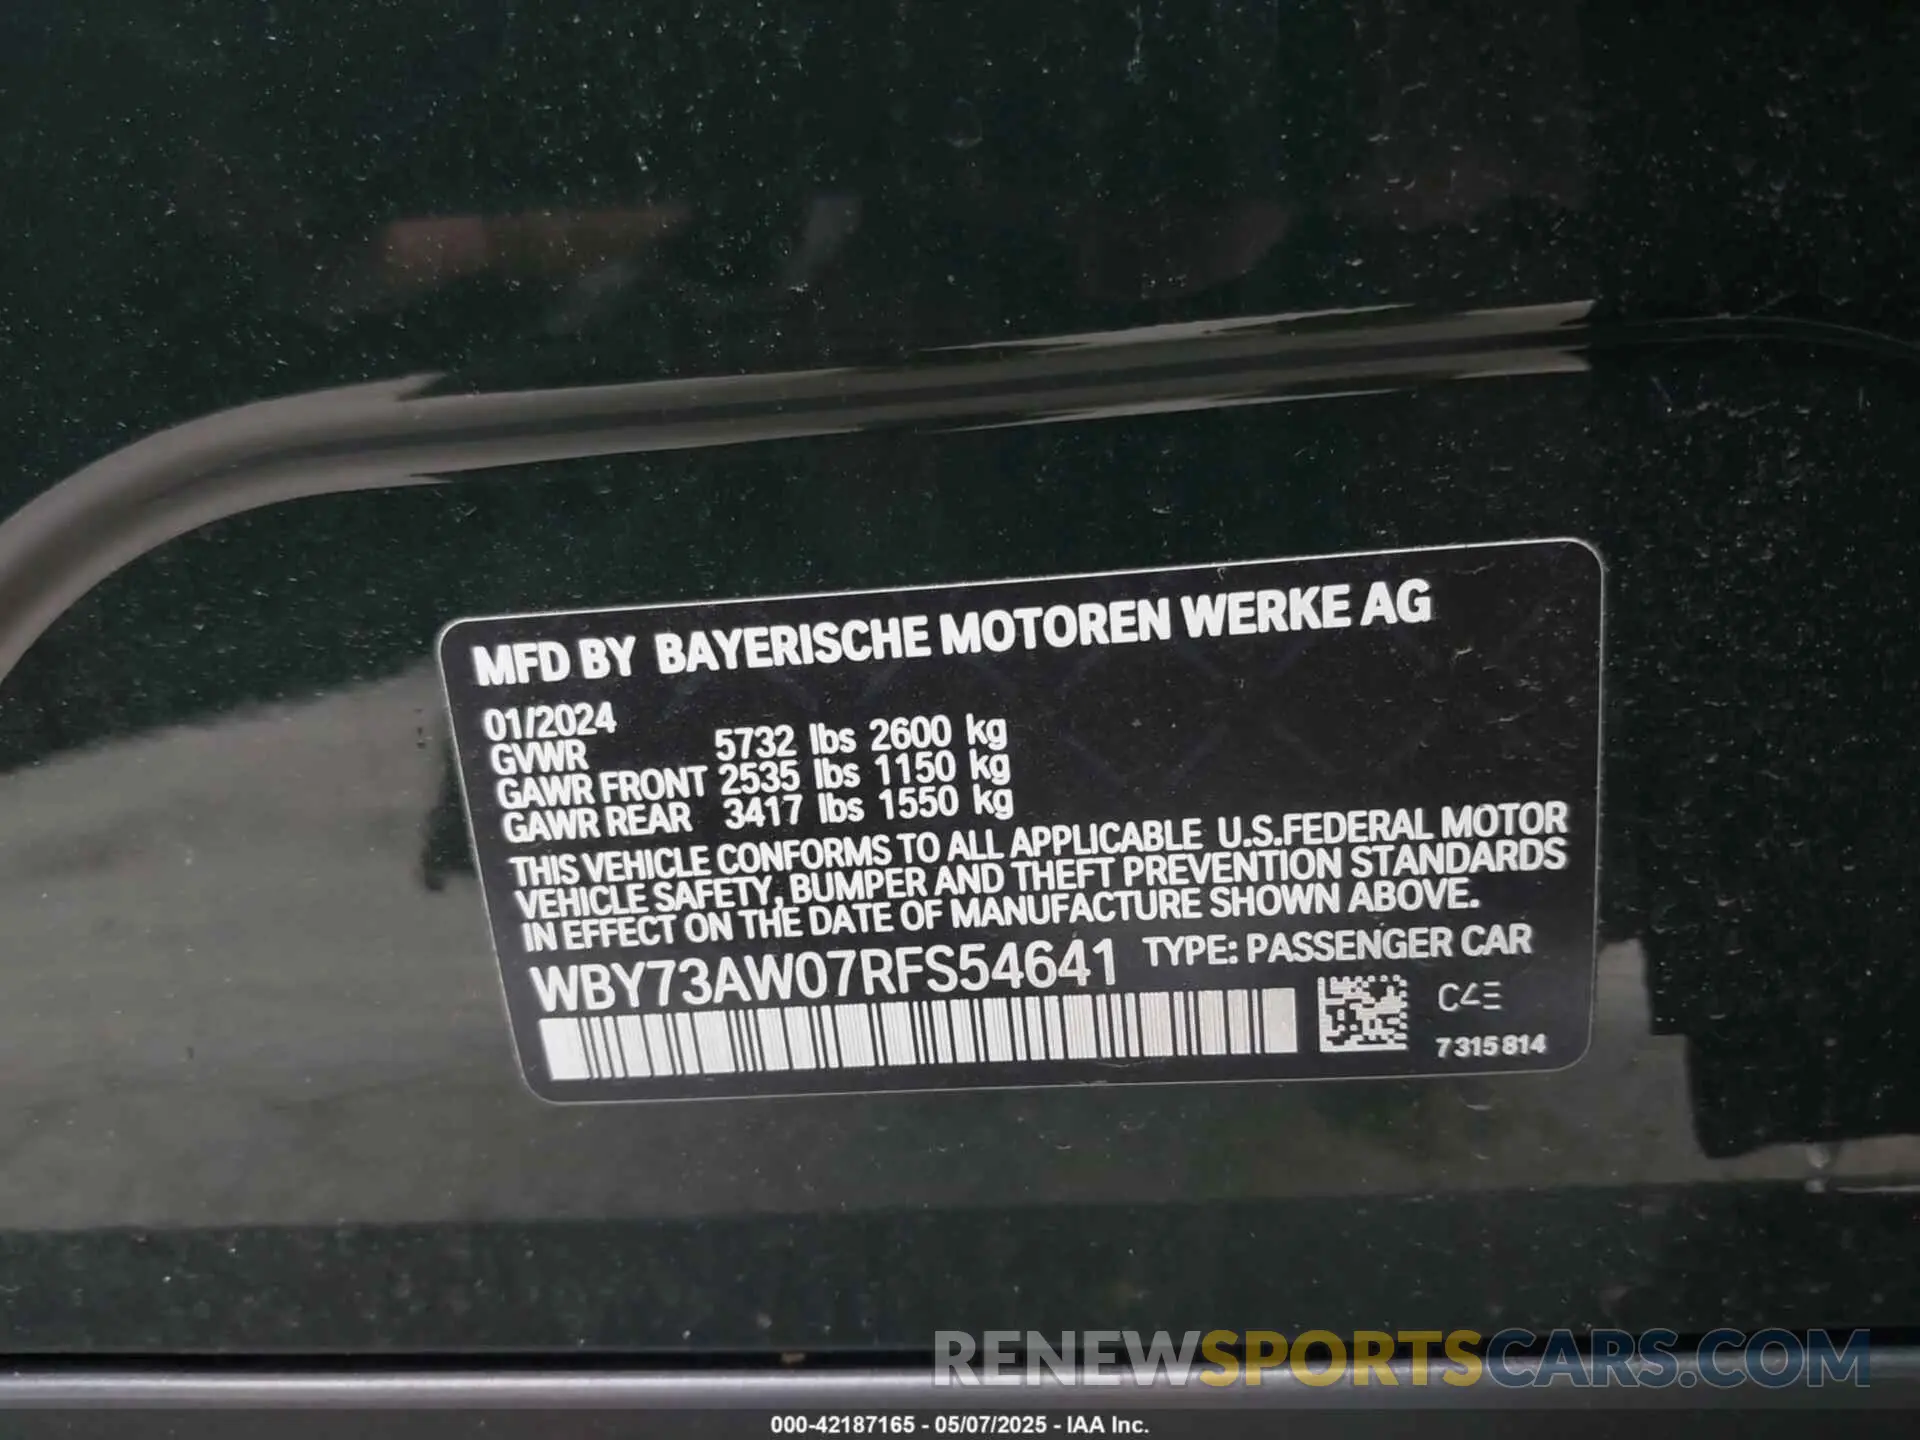 MFD BY BAYERISCHE MOTOREN WERKE AG
01/2024
GVWR 5732 lbs 2600 kg
GAWR FRONT 2535 lbs 1150 kg
GAWR REAR 3417 lbs 1550 kg
THIS VEHICLE CONFORMS TO ALL APPLICABLE U.S.FEDERAL MOTOR
VEHICLE SAFETY, BUMPER AND THEFT PREVENTION STANDARDS
IN EFFECT ON THE DATE OF MANUFACTURE SHOWN ABOVE.
WBY73AW07RFS54641 TYPE: PASSENGER CAR
7315814
RENEWSPORTSCARS.COM
000-42187165 - 05/07/2025 - IAA Inc.